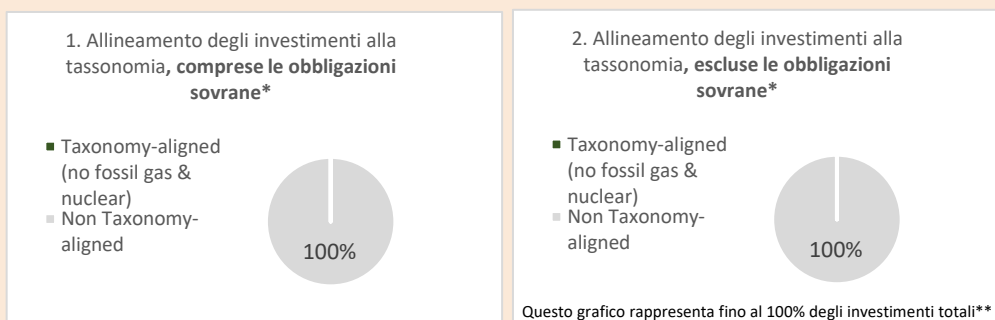 1. Allineamento degli investimenti alla
tassonomia, comprese le obbligazioni
sovrane*
Taxonomy-aligned
(no fossil gas &
nuclear)
Non Taxonomy-
aligned
100%
2. Allineamento degli investimenti alla
tassonomia, escluse le obbligazioni
sovrane*
Taxonomy-aligned
(no fossil gas &
nuclear)
Non Taxonomy-
aligned
100%
Questo grafico rappresenta fino al 100% degli investimenti totali**